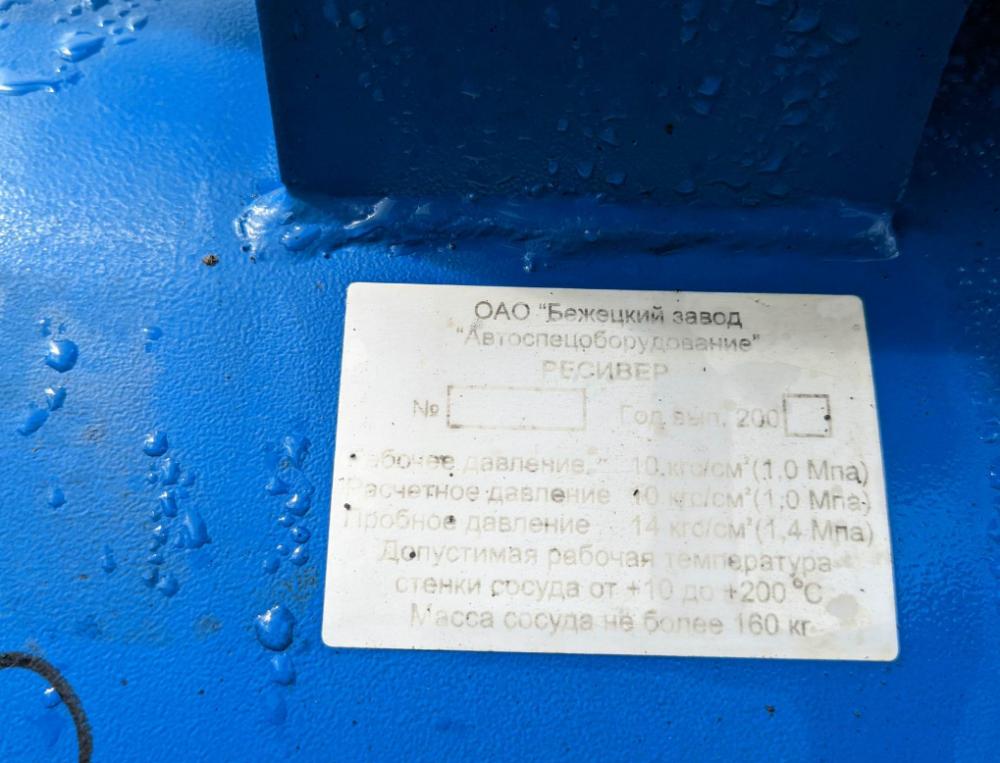 ОАО "Бежецкий завод
"Автоспецоборудование"
РЕСИВЕР
№ Год вып. 200
Рабочее давление, 10 кгс/см² (1,0 Мпа)
Расчетное давление 10 кгс/см² (1,0 Мпа)
Пробное давление 14 кгс/см² (1,4 Мпа)
Допустимая рабочая температура
стенки сосуда от +10 до +200 °С
Масса сосуда не более 160 кг